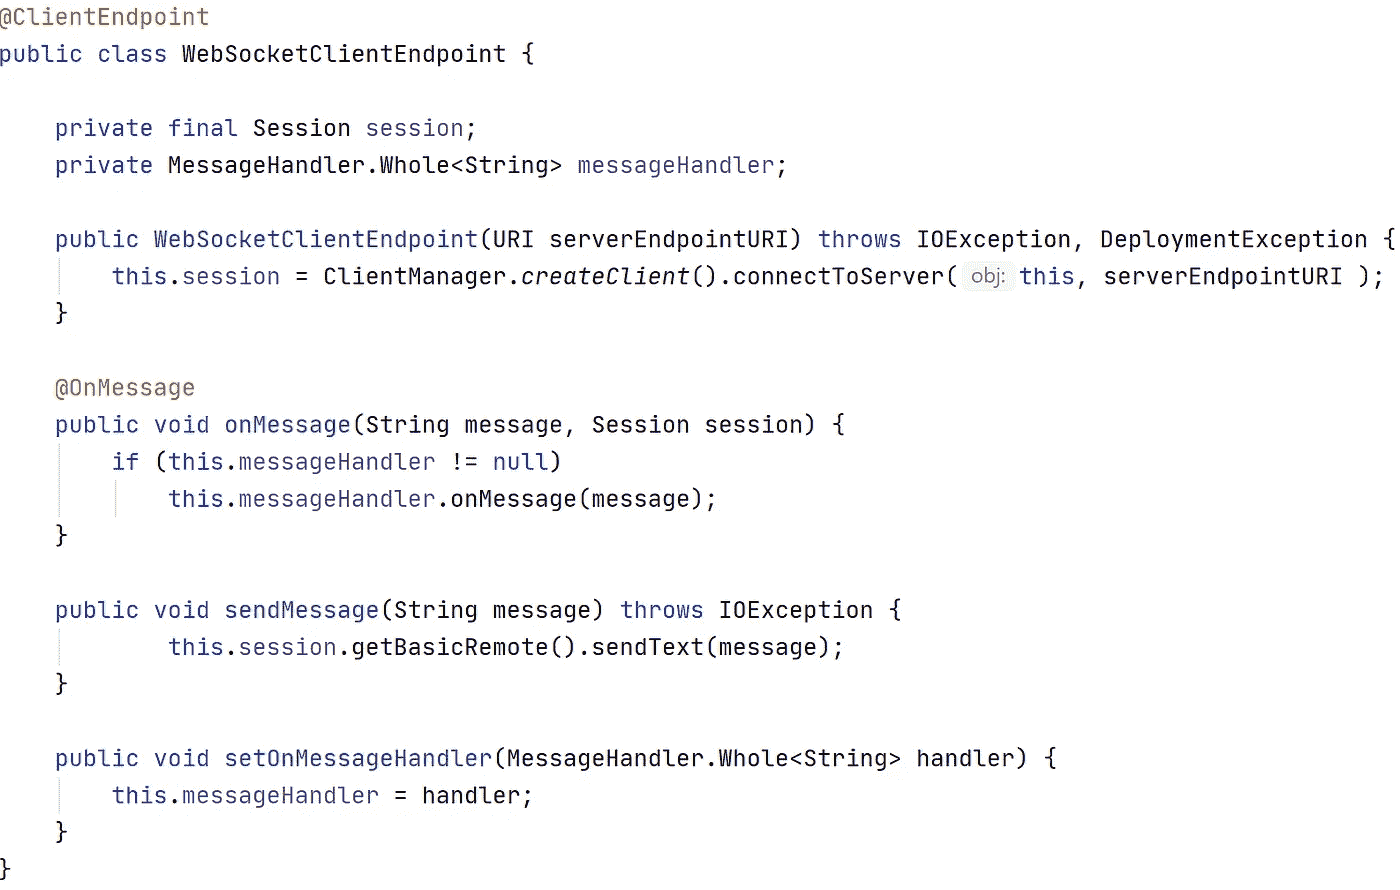 @ClientEndpoint
public class WebSocketClientEndpoint {
private final Session session;
private MessageHandler.Whole<String> messageHandler;
public WebSocketClientEndpoint(URI serverEndpointURI) throws IOException, DeploymentException {
this.session = ClientManager.createClient().connectToServer( obj: this, serverEndpointURI );
}
@OnMessage
public void onMessage(String message, Session session) {
if (this.messageHandler != null)
this.messageHandler.onMessage(message);
}
public void sendMessage(String message) throws IOException {
this.session.getBasicRemote().sendText(message);
}
public void setOnMessageHandler(MessageHandler.Whole<String> handler) {
this.messageHandler = handler;
}
}